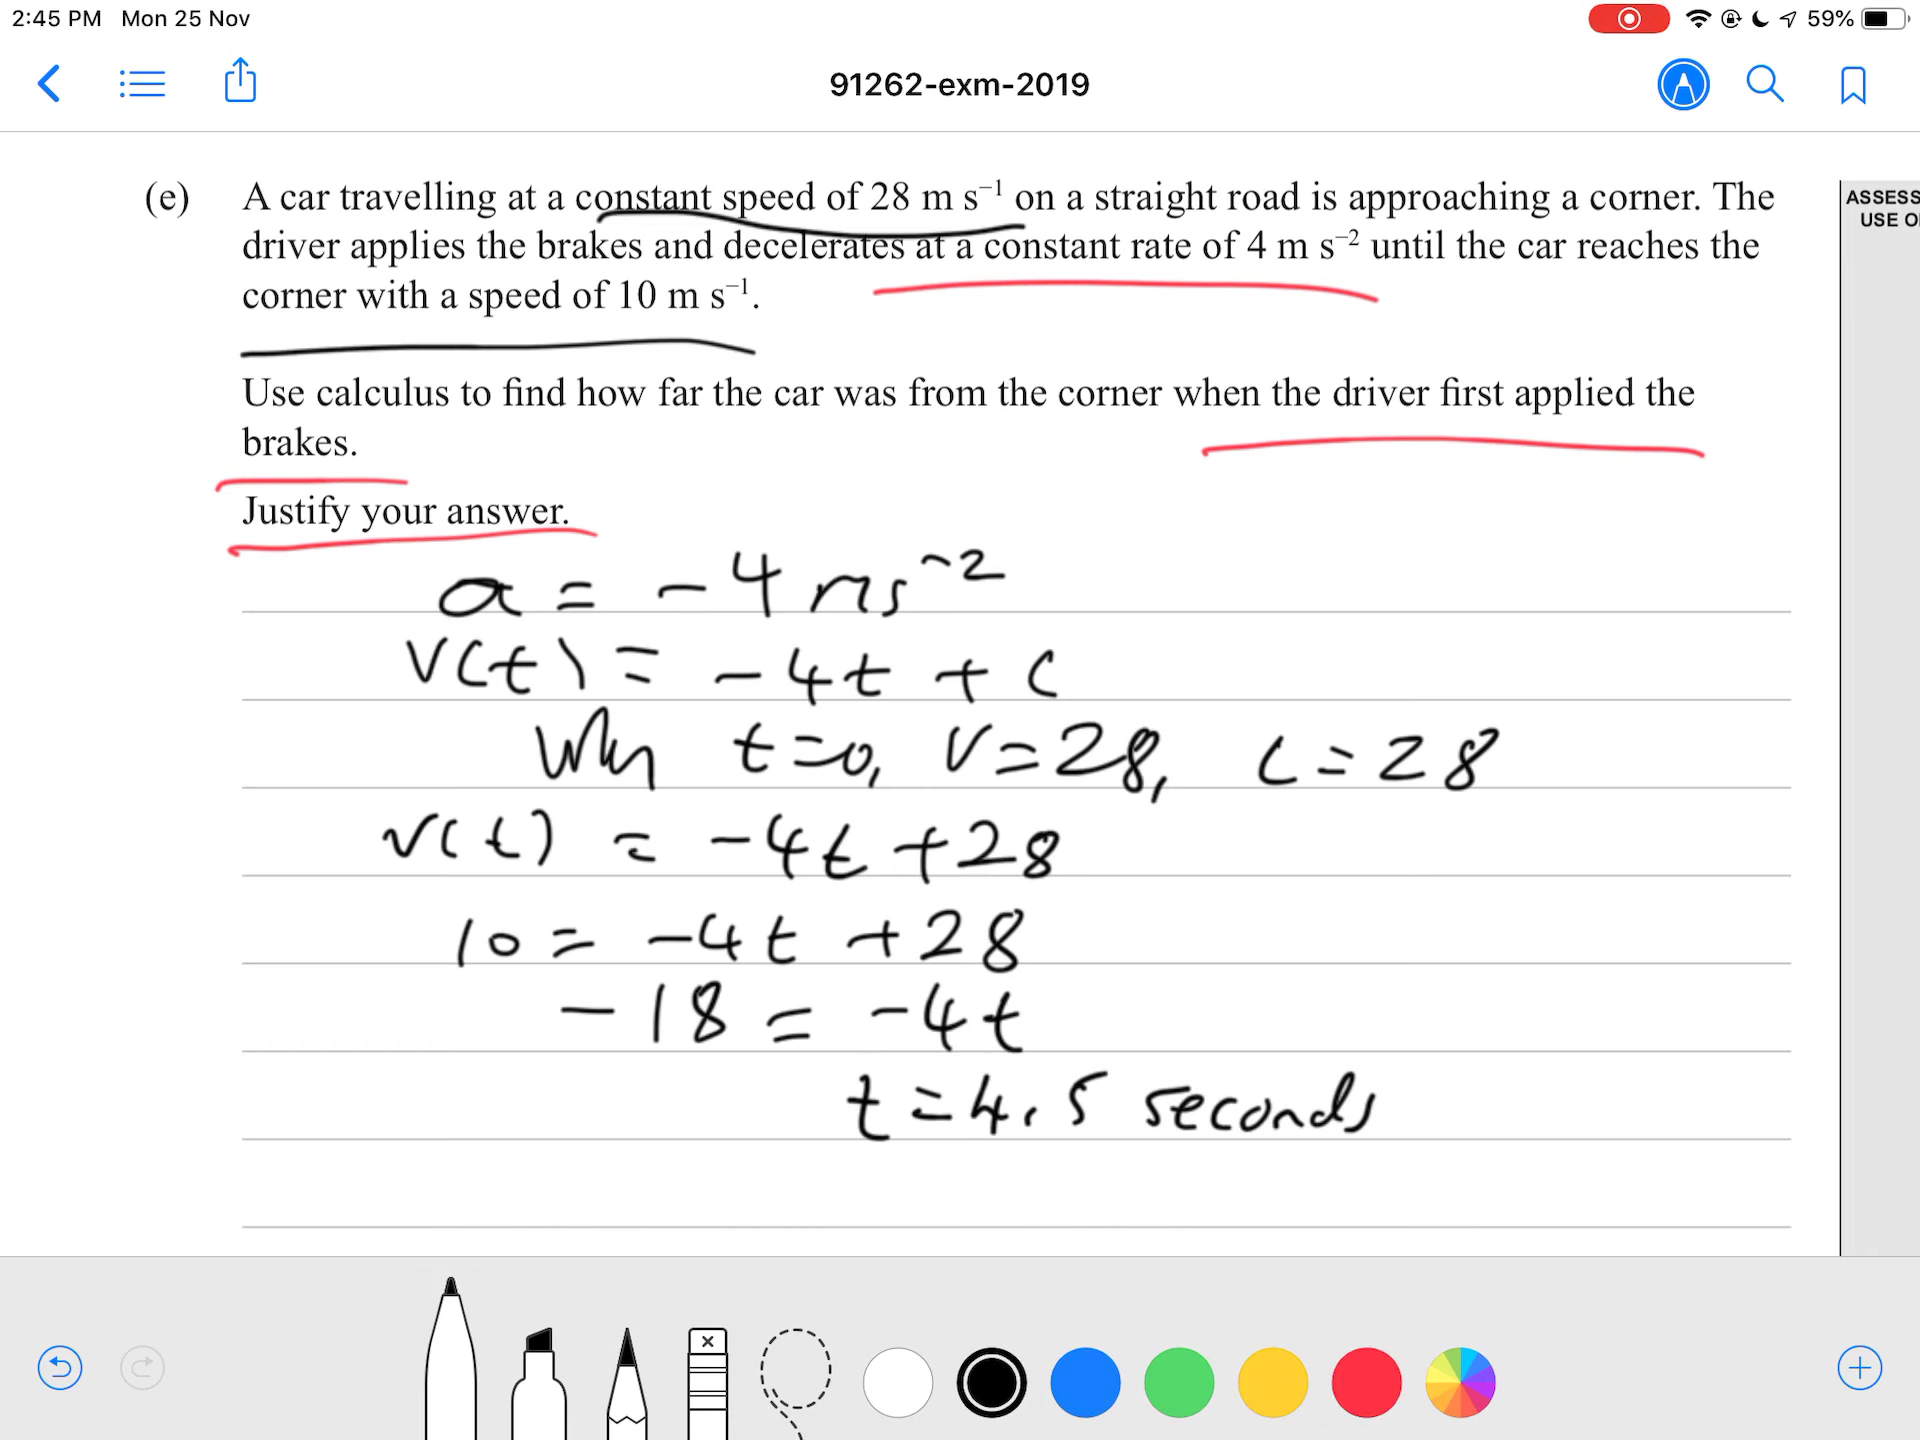 2:45 PM Mon 25 Nov
59%
91262-exm-2019
(e) A car travelling at a constant speed of 28 m s⁻¹ on a straight road is approaching a corner. The
driver applies the brakes and decelerates at a constant rate of 4 m s⁻² until the car reaches the
corner with a speed of 10 m s⁻¹.
Use calculus to find how far the car was from the corner when the driver first applied the
brakes.
Justify your answer.
ASSESS
USE O
a = -4 ms⁻²
v(t) = -4t + c
When t=0, v=28, c=28
v(t) = -4t +28
10 = -4t +28
-18 = -4t
t = 4.5 seconds